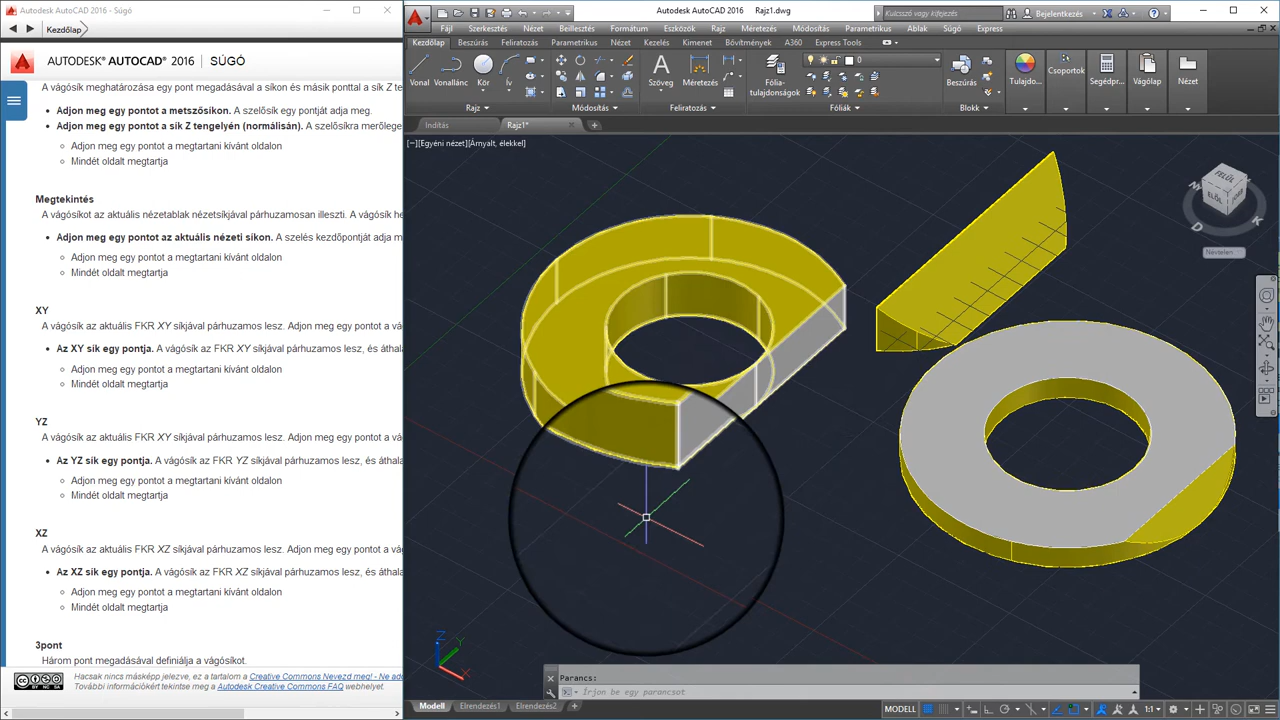 Autodesk AutoCAD 2016 - Súgó
Kezdőlap
AUTODESK® AUTOCAD® 2016 | SÚGÓ
A vágósík meghatározása egy pont megadásával a síkon és másik ponttal a sík Z te
Adjon meg egy pontot a metszősíkon. A szelősík egy pontját adja meg.
Adjon meg egy pontot a sík Z tengelyén (normálisán). A szelősíkra merőlege
Adjon meg egy pontot a megtartani kívánt oldalon
Mindét oldalt megtartja
Megtekintés
A vágósíkot az aktuális nézetablak nézetsíkjával párhuzamosan illeszti. A vágósík he
Adjon meg egy pontot az aktuális nézeti síkon. A szelés kezdőpontját adja m
Adjon meg egy pontot a megtartani kívánt oldalon
Mindét oldalt megtartja
XY
A vágósík az aktuális FKR XY síkjával párhuzamos lesz. Adjon meg egy pontot a vág
Az XY sík egy pontja. A vágósík az FKR XY síkjával párhuzamos lesz, és áthal
Adjon meg egy pontot a megtartani kívánt oldalon
Mindét oldalt megtartja
YZ
A vágósík az aktuális FKR YZ síkjával párhuzamos lesz. Adjon meg egy pontot a vág
Az YZ sík egy pontja. A vágósík az FKR YZ síkjával párhuzamos lesz, és áthal
Adjon meg egy pontot a megtartani kívánt oldalon
Mindét oldalt megtartja
XZ
A vágósík az aktuális FKR XZ síkjával párhuzamos lesz. Adjon meg egy pontot a vág
Az XZ sík egy pontja. A vágósík az FKR XZ síkjával párhuzamos lesz, és áthal
Adjon meg egy pontot a megtartani kívánt oldalon
Mindét oldalt megtartja
3pont
Három pont megadásával definiálja a vágósíkot.
Hacsak nincs másképp jelezve, ez a tartalom a Creative Commons Nevezd meg! - Ne ade
További információkért tekintse meg a Autodesk Creative Commons FAQ webhelyet.
Autodesk AutoCAD 2016 Rajz1.dwg
Kulcsszó vagy kifejezés
Bejelentkezés
Fájl Szerkesztés Nézet Beillesztés Formátum Eszközök Rajz Méretezés Módosítás Parametrikus Ablak Súgó Express
Kezdőlap Beszúrás Feliratozás Parametrikus Nézet Kezelés Kimenet Bővítmények A360 Express Tools
Vonal Vonallánc Kör Ív
Szöveg Méretezés
Fólia-
tulajdonságok
0
Beszúrás Tulajdo... Csoportok Segédpr... Vágólap Nézet
Rajz Módosítás Feliratozás Fóliák Blokk
Indítás Rajz1*
[−][Egyéni nézet][Árnyalt, élekkel]
FELÜL
ELÖL
JOBB
D
K
Névtelen
Z
Y
X
Parancs:
Írjon be egy parancsot
Modell Elrendezés1 Elrendezés2
MODELL
1:1